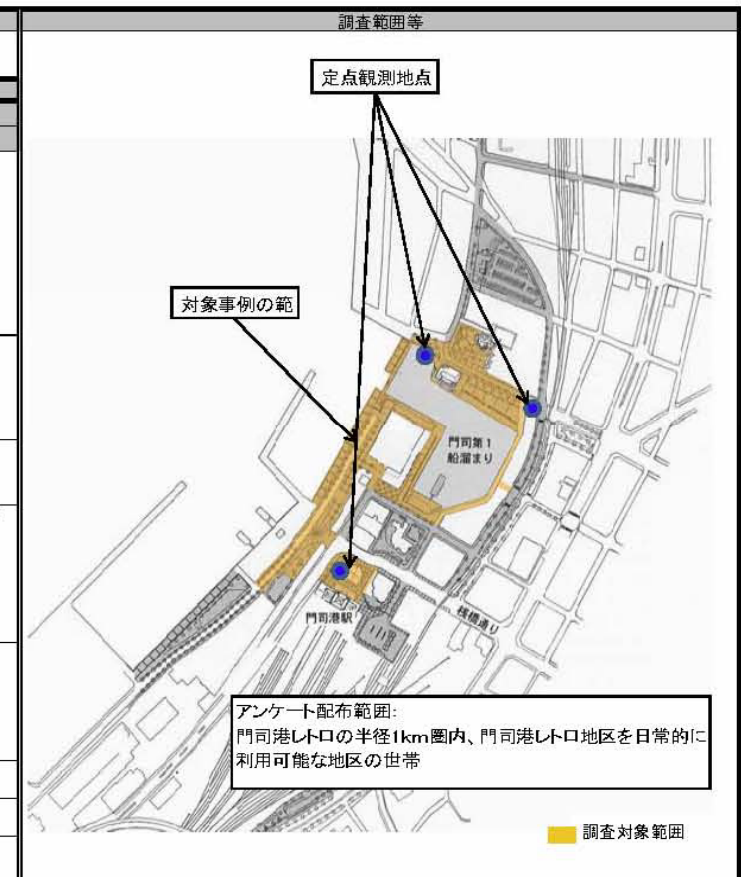 調査範囲等
定点観測地点
対象事例の範
門司第1
船溜まり
門司港駅
桟橋通り
アンケート配布範囲:
門司港レトロの半径1km圏内、門司港レトロ地区を日常的に
利用可能な地区の世帯
調査対象範囲